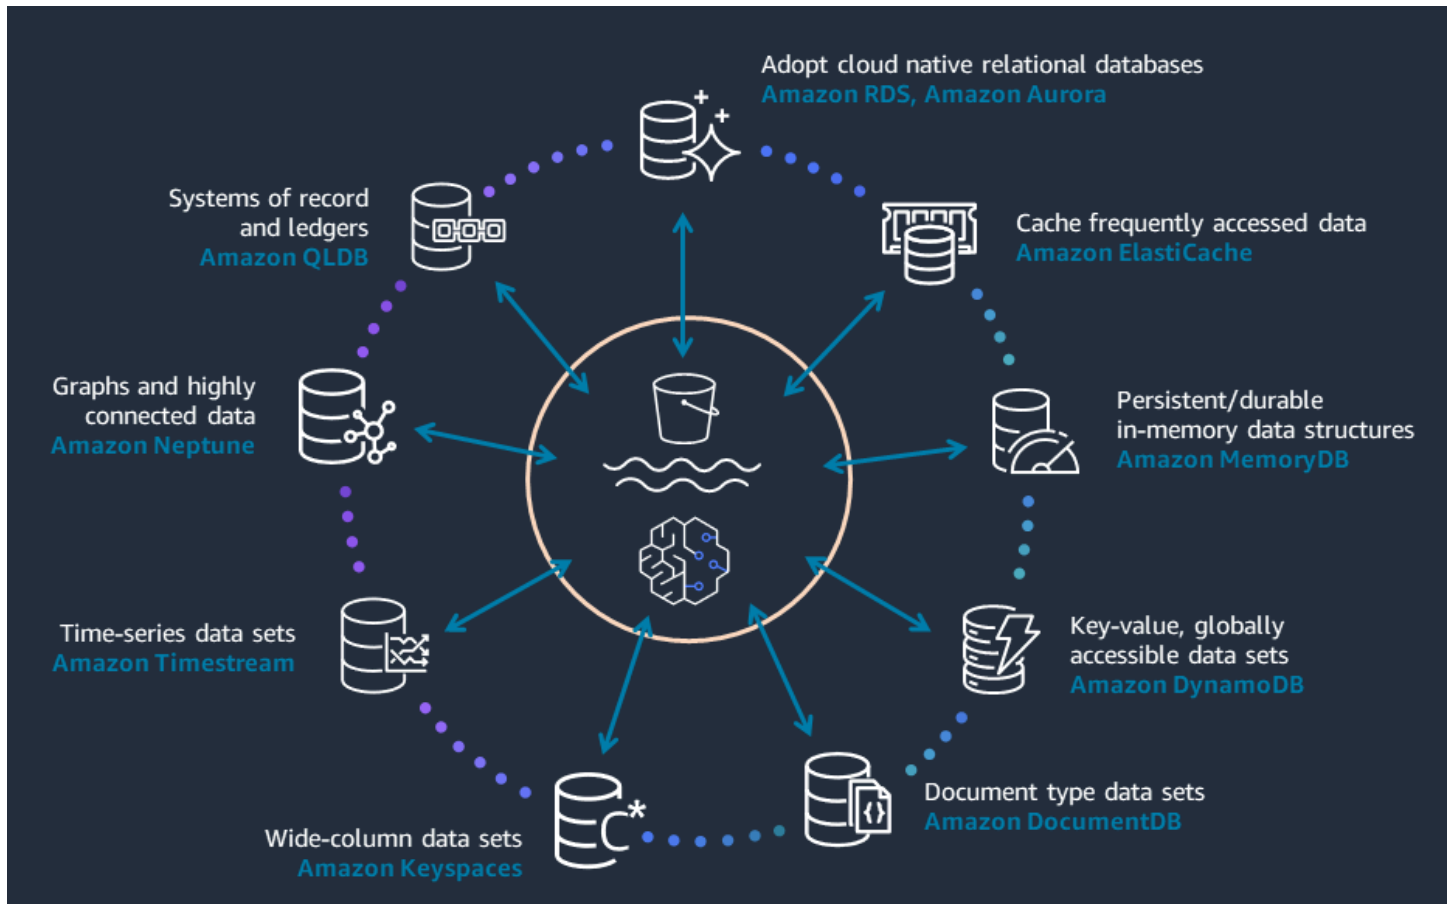 Adopt cloud native relational databases
Amazon RDS, Amazon Aurora
Cache frequently accessed data
Amazon ElastiCache
Persistent/durable
in-memory data structures
Amazon MemoryDB
Key-value, globally
accessible data sets
Amazon DynamoDB
Document type data sets
Amazon DocumentDB
Wide-column data sets
Amazon Keyspaces
Time-series data sets
Amazon Timestream
Graphs and highly
connected data
Amazon Neptune
Systems of record
and ledgers
Amazon QLDB
C*
{}